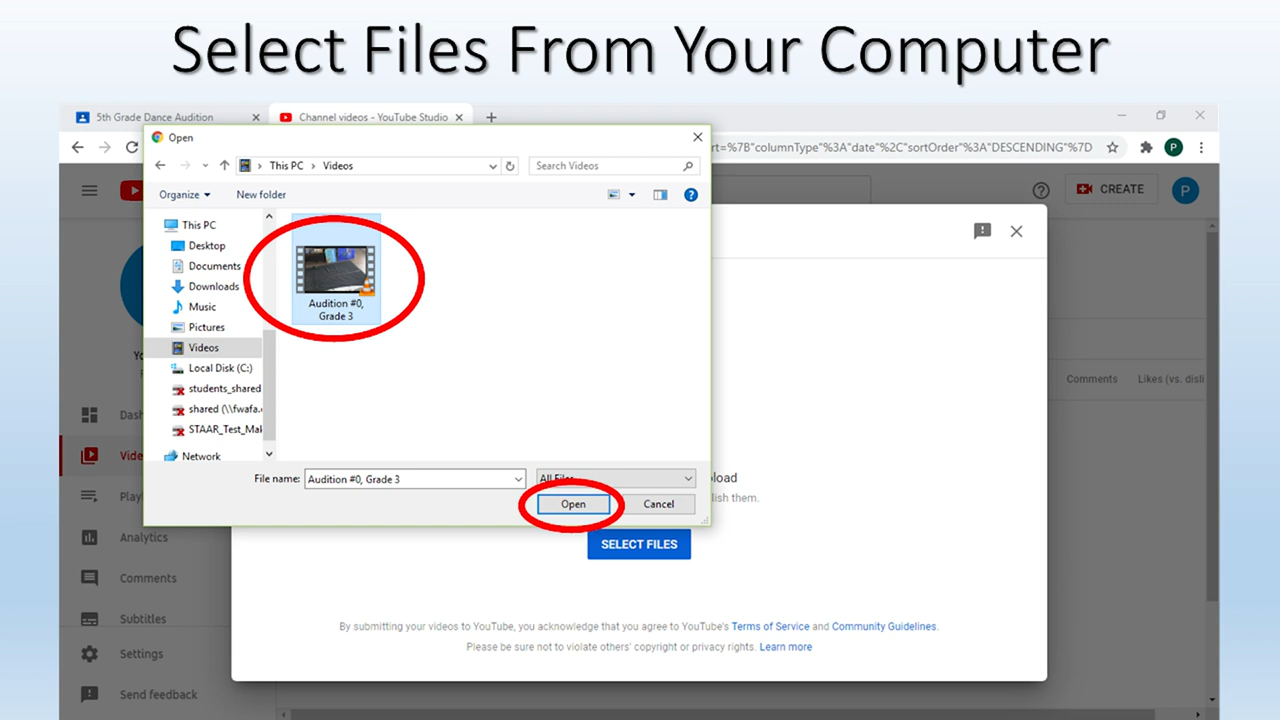 Select Files From Your Computer
5th Grade Dance Audition
Channel videos - YouTube Studio
Open
rt=%7B"columnType"%3A"date"%2C"sortOrder"%3A"DESCENDING"%7D
P
This PC > Videos
Search Videos
Organize
New folder
CREATE
P
This PC
Desktop
Documents
Downloads
Music
Pictures
Videos
Local Disk (C:)
students_shared
shared (\\fwafa.
STAAR_Test_Mak
Network
Audition #0,
Grade 3
Comments
Likes (vs. disli
File name:
Audition #0, Grade 3
All Files
Open
Cancel
load
lish them.
SELECT FILES
Yo
Dash
Vide
Playl
Analytics
Comments
Subtitles
Settings
Send feedback
By submitting your videos to YouTube, you acknowledge that you agree to YouTube's Terms of Service and Community Guidelines.
Please be sure not to violate others' copyright or privacy rights. Learn more